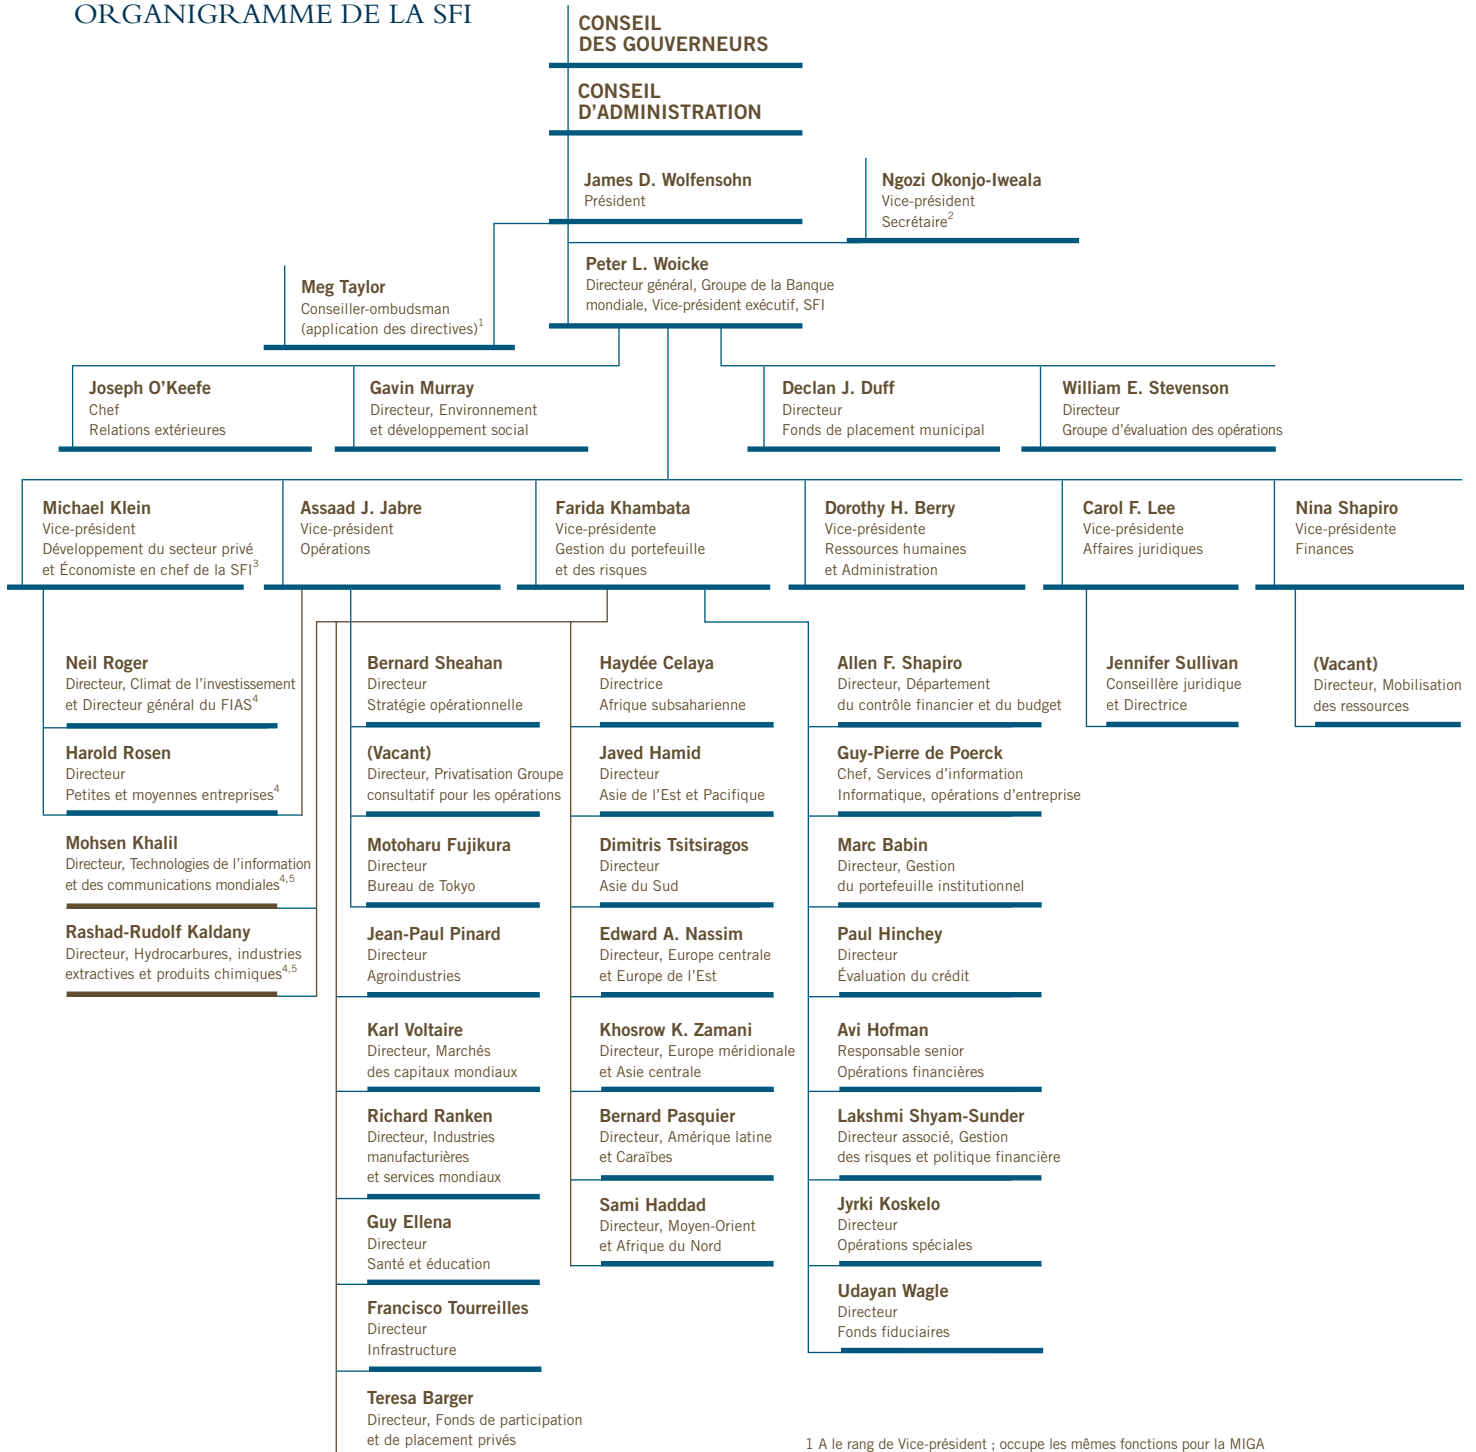 ORGANIGRAMME DE LA SFI
CONSEIL
DES GOUVERNEURS
CONSEIL
D’ADMINISTRATION
James D. Wolfensohn
Président
Ngozi Okonjo-Iweala
Vice-président
Secrétaire2
Peter L. Woicke
Directeur général, Groupe de la Banque
mondiale, Vice-président exécutif, SFI
Meg Taylor
Conseiller-ombudsman
(application des directives)1
Joseph O’Keefe
Chef
Relations extérieures
Gavin Murray
Directeur, Environnement
et développement social
Declan J. Duff
Directeur
Fonds de placement municipal
William E. Stevenson
Directeur
Groupe d’évaluation des opérations
Michael Klein
Vice-président
Développement du secteur privé
et Économiste en chef de la SFI3
Assaad J. Jabre
Vice-président
Opérations
Farida Khambata
Vice-présidente
Gestion du portefeuille
et des risques
Dorothy H. Berry
Vice-présidente
Ressources humaines
et Administration
Carol F. Lee
Vice-présidente
Affaires juridiques
Nina Shapiro
Vice-présidente
Finances
Neil Roger
Directeur, Climat de l’investissement
et Directeur général du FIAS4
Harold Rosen
Directeur
Petites et moyennes entreprises4
Mohsen Khalil
Directeur, Technologies de l’information
et des communications mondiales4,5
Rashad-Rudolf Kaldany
Directeur, Hydrocarbures, industries
extractives et produits chimiques4,5
Bernard Sheahan
Directeur
Stratégie opérationnelle
(Vacant)
Directeur, Privatisation Groupe
consultatif pour les opérations
Motoharu Fujikura
Directeur
Bureau de Tokyo
Jean-Paul Pinard
Directeur
Agroindustries
Karl Voltaire
Directeur, Marchés
des capitaux mondiaux
Richard Ranken
Directeur, Industries
manufacturières
et services mondiaux
Guy Ellena
Directeur
Santé et éducation
Francisco Tourreilles
Directeur
Infrastructure
Teresa Barger
Directeur, Fonds de participation
et de placement privés
Haydée Celaya
Directrice
Afrique subsaharienne
Javed Hamid
Directeur
Asie de l’Est et Pacifique
Dimitris Tsitsiragos
Directeur
Asie du Sud
Edward A. Nassim
Directeur, Europe centrale
et Europe de l’Est
Khosrow K. Zamani
Directeur, Europe méridionale
et Asie centrale
Bernard Pasquier
Directeur, Amérique latine
et Caraïbes
Sami Haddad
Directeur, Moyen-Orient
et Afrique du Nord
Allen F. Shapiro
Directeur, Département
du contrôle financier et du budget
Guy-Pierre de Poerck
Chef, Services d’information
Informatique, opérations d’entreprise
Marc Babin
Directeur, Gestion
du portefeuille institutionnel
Paul Hinchey
Directeur
Évaluation du crédit
Avi Hofman
Responsable senior
Opérations financières
Lakshmi Shyam-Sunder
Directeur associé, Gestion
des risques et politique financière
Jyrki Koskelo
Directeur
Opérations spéciales
Udayan Wagle
Directeur
Fonds fiduciaires
Jennifer Sullivan
Conseillère juridique
et Directrice
(Vacant)
Directeur, Mobilisation
des ressources
1 A le rang de Vice-président ; occupe les mêmes fonctions pour la MIGA